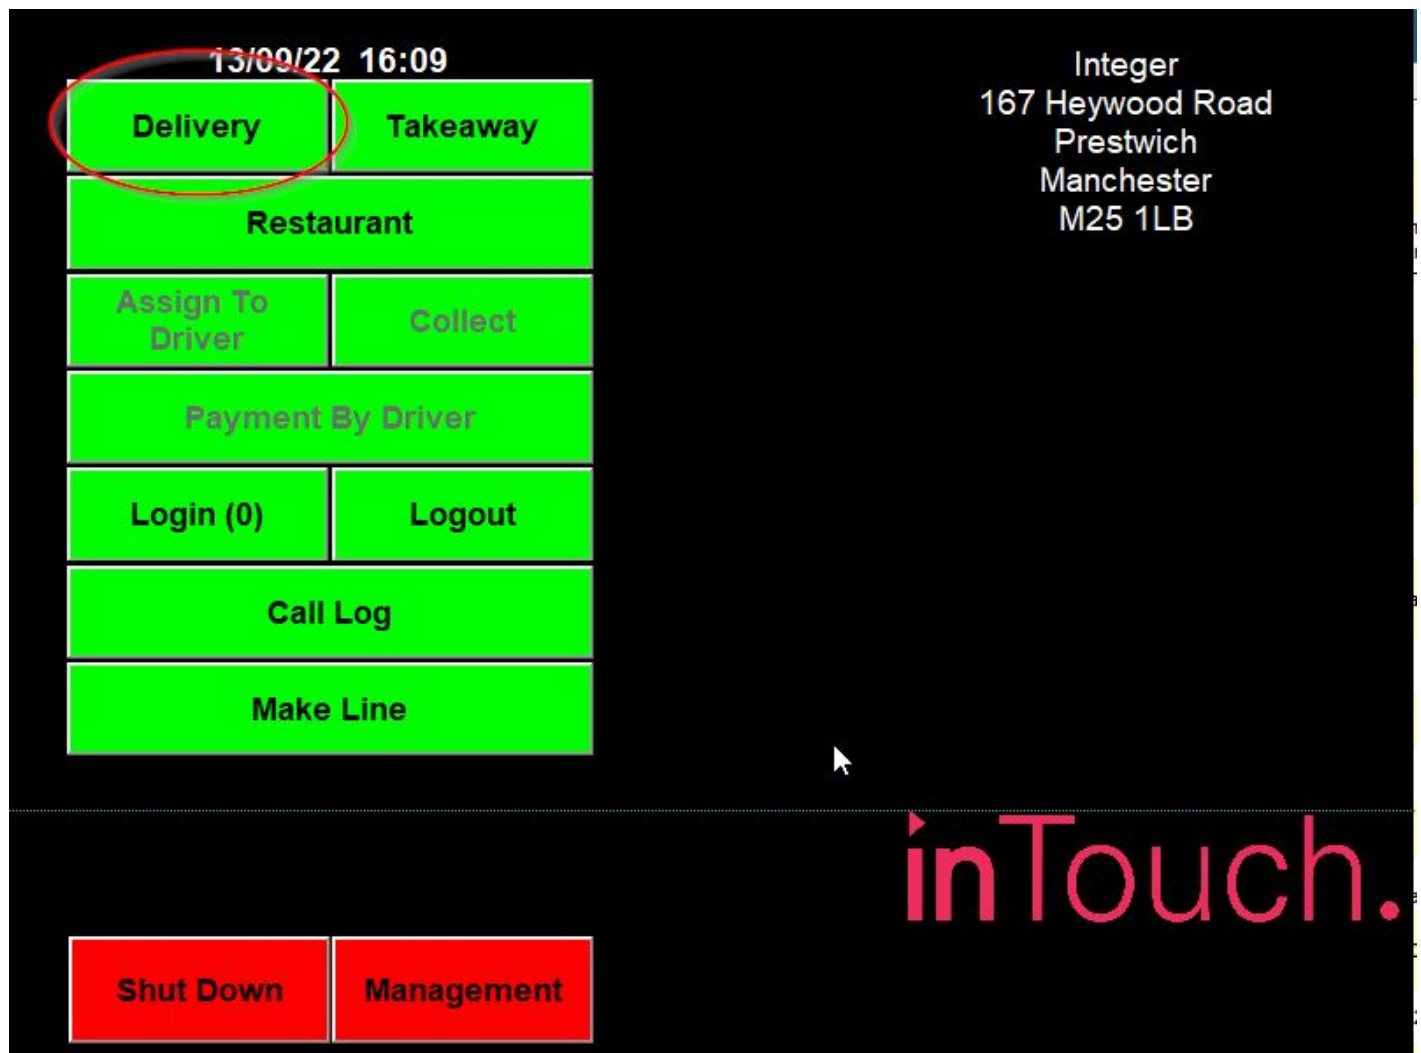 13/09/22 16:09
Integer
167 Heywood Road
Prestwich
Manchester
M25 1LB
Delivery
Takeaway
Restaurant
Assign To
Driver
Collect
Payment By Driver
Login (0)
Logout
Call Log
Make Line
inTouch.
Shut Down
Management